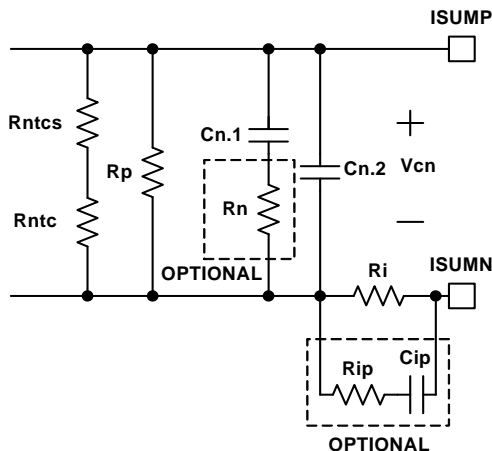 ISUMP
Rntcs
Cn.1
+
Rp
Cn.2
Vcn
Rntc
Rn
–
OPTIONAL
Ri
ISUMN
Rip
Cip
OPTIONAL